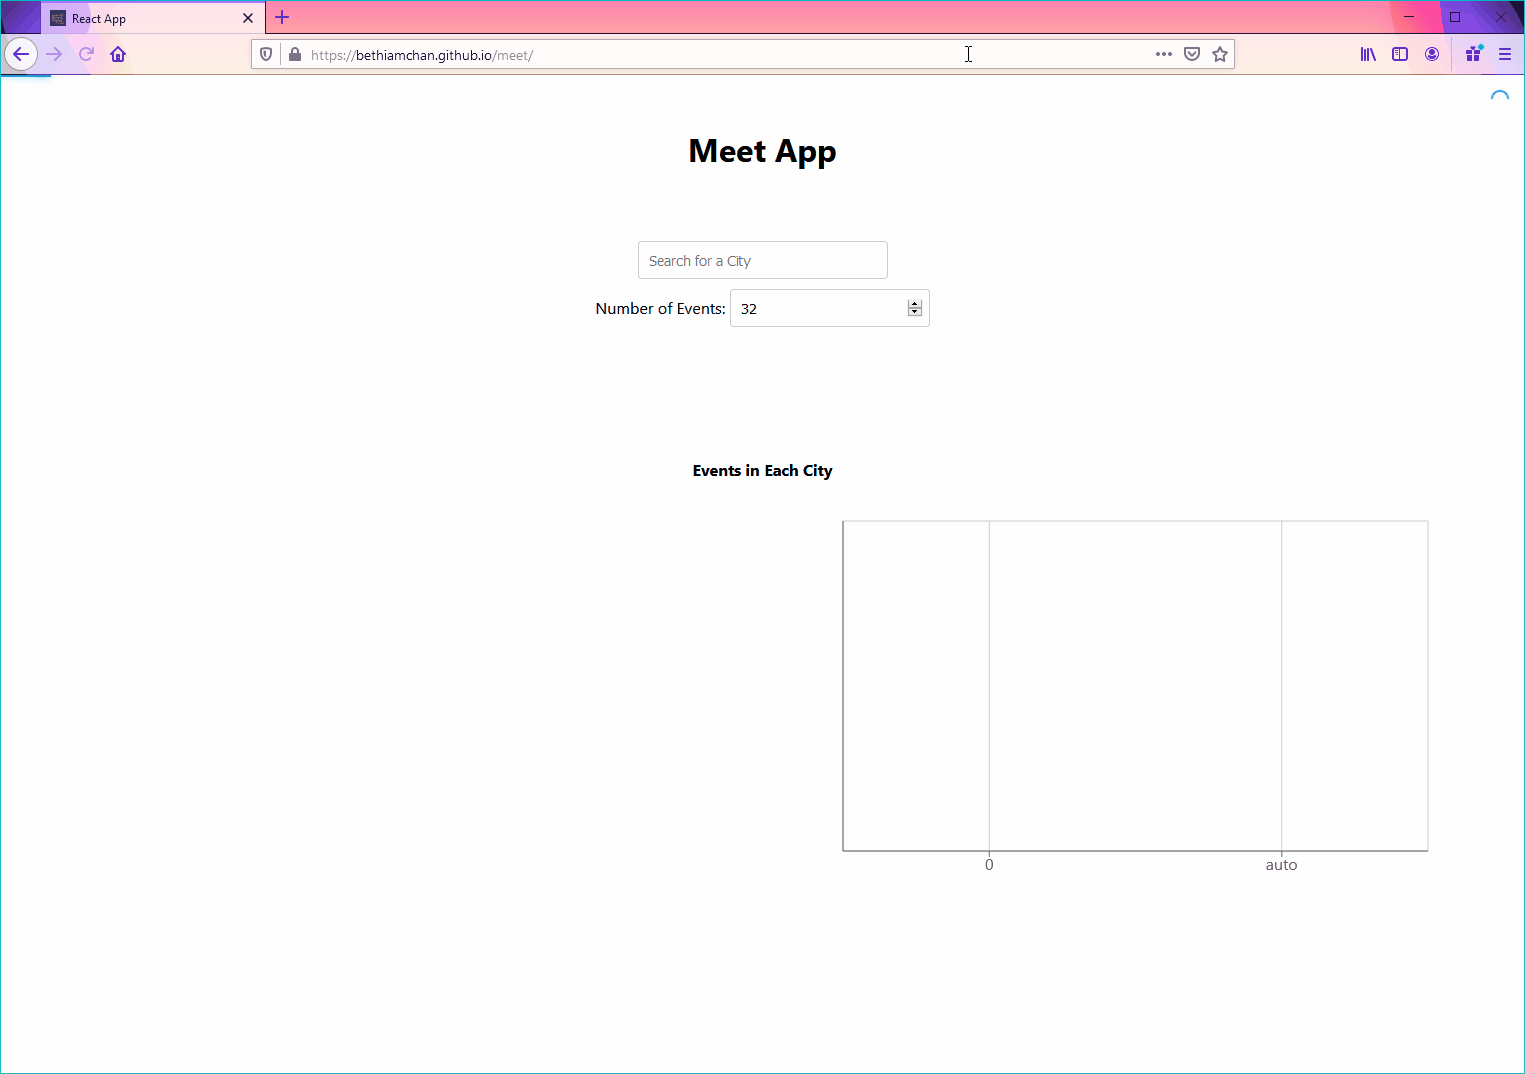 React App
https://bethiamchan.github.io/meet/
Meet App
Search for a City
Number of Events: 32
Events in Each City
0 auto